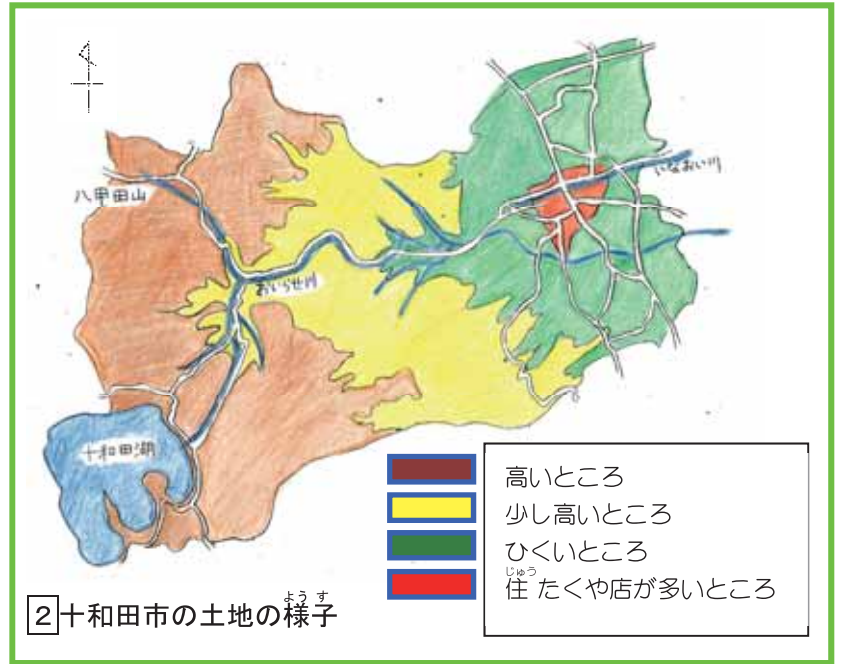 八甲田山
いなおい川
おいらせ川
十和田湖
高いところ
少し高いところ
ひくいところ
住たくや店が多いところ
じゅう
2 十和田市の土地の様子
ようす